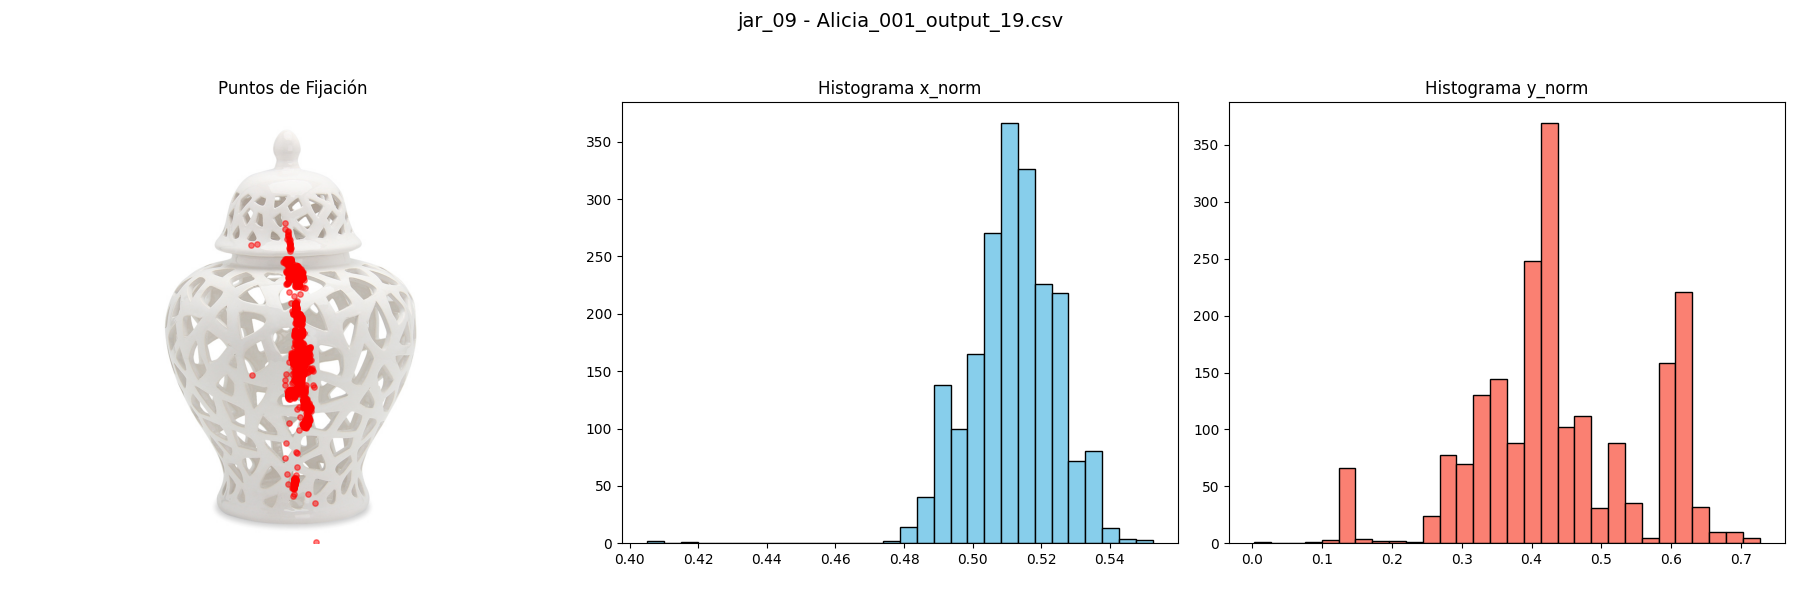 jar_09 - Alicia_001_output_19.csv
Puntos de Fijación
Histograma x_norm
350
300
250
200
150
100
50
0
0.40 0.42 0.44 0.46 0.48 0.50 0.52 0.54
Histograma y_norm
350
300
250
200
150
100
50
0
0.0 0.1 0.2 0.3 0.4 0.5 0.6 0.7